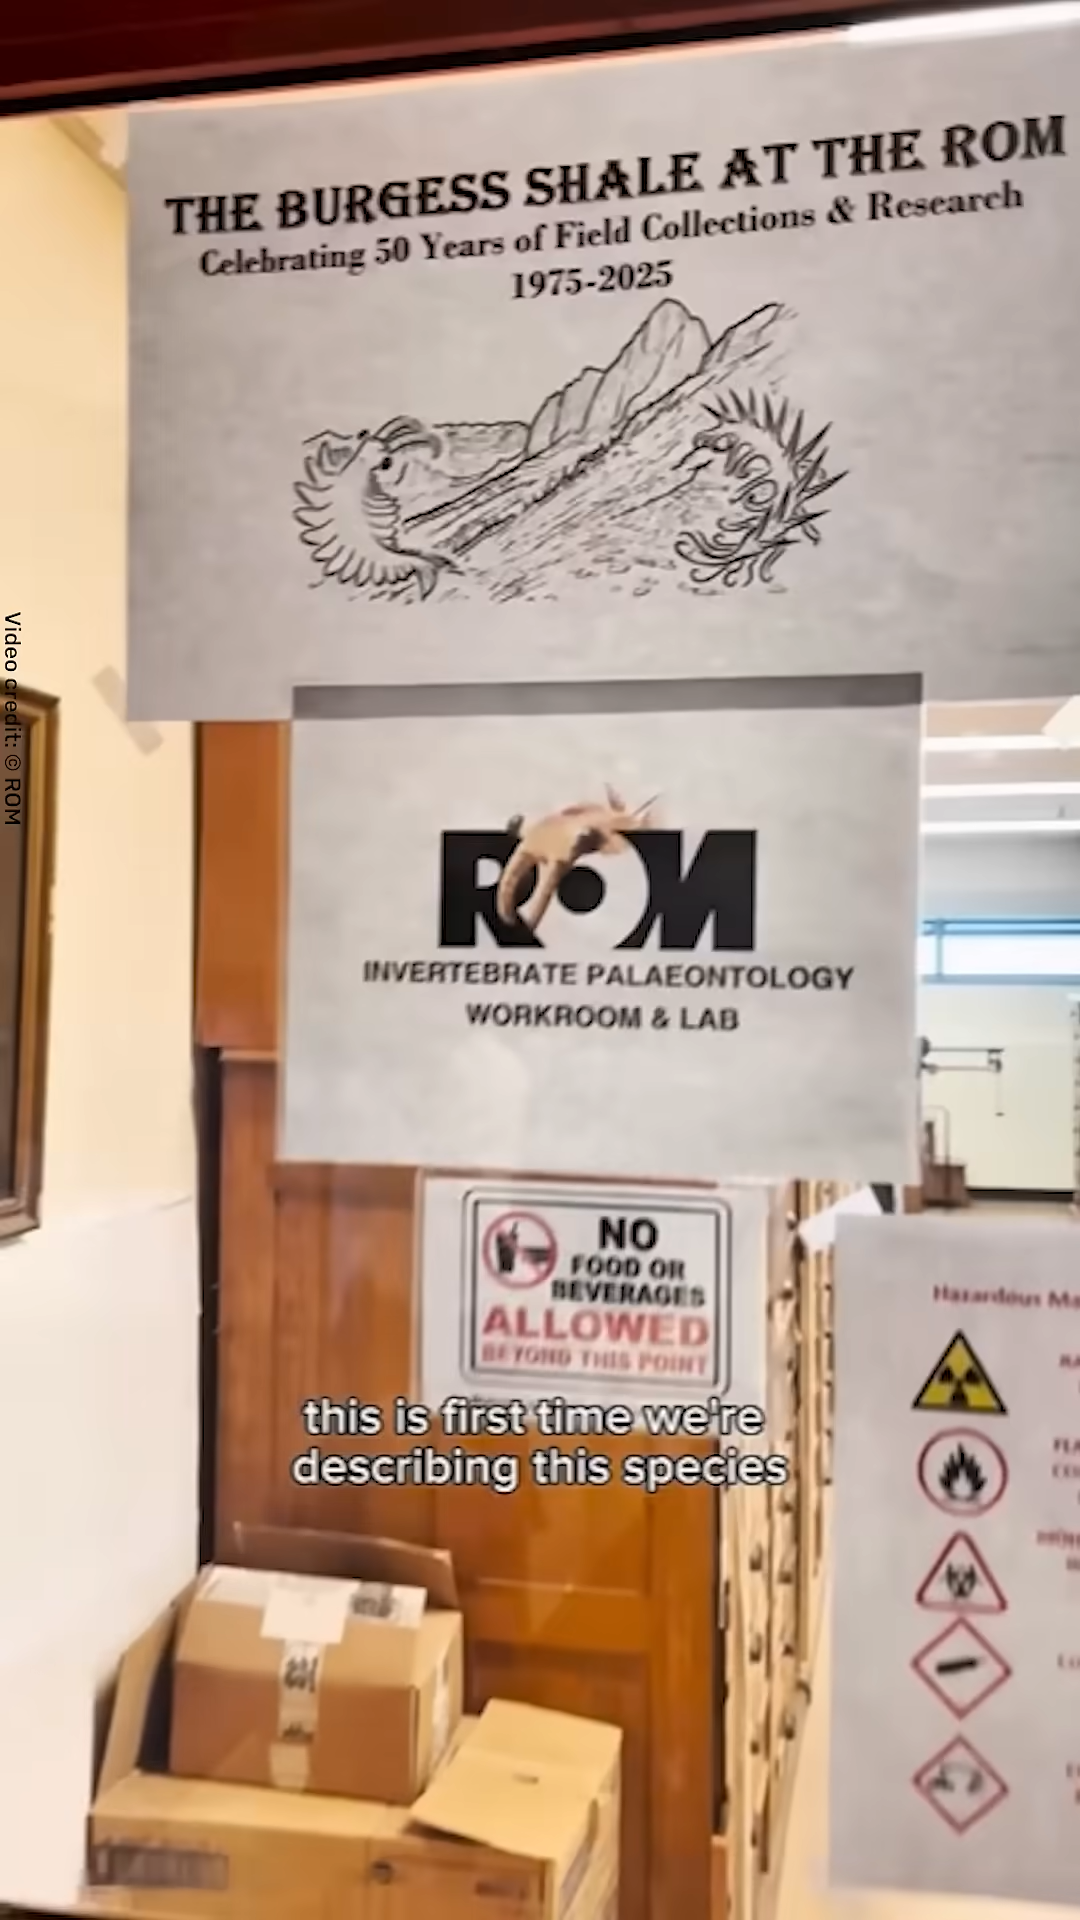 THE BURGESS SHALE AT THE ROM
Celebrating 50 Years of Field Collections & Research
1975-2025
Video credit: © ROM
ROM
INVERTEBRATE PALAEONTOLOGY
WORKROOM & LAB
NO
FOOD OR
BEVERAGES
ALLOWED
BEYOND THIS POINT
Hazardous
this is first time we're
describing this species